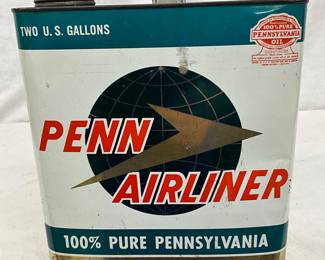 TWO U.S. GALLONS
100% PURE
PENNSYLVANIA
OIL
PENN
AIRLINER
100% PURE PENNSYLVANIA